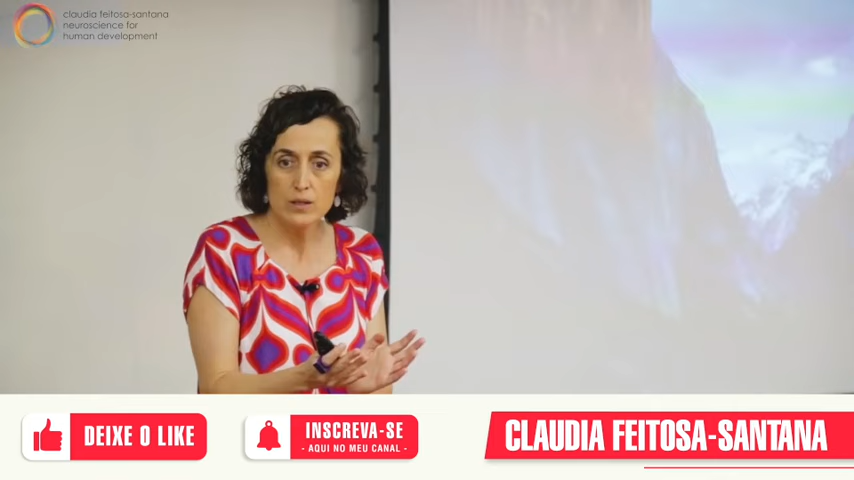 claudia feitosa-santana
neuroscience for
human development
DEIXE O LIKE
INSCREVA-SE
- AQUI NO MEU CANAL -
CLAUDIA FEITOSA-SANTANA